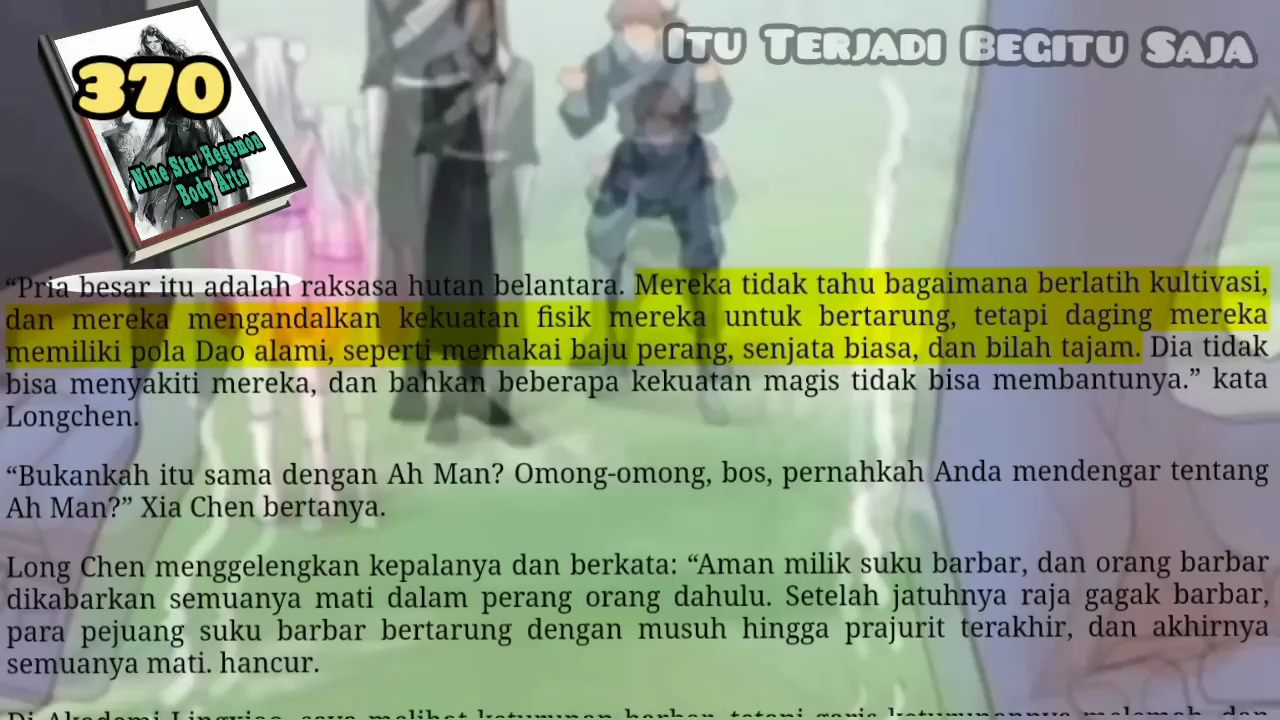 Itu Terjadi Begitu Saja
370
Nine Star Hegemon
Body Arts
“Pria besar itu adalah raksasa hutan belantara. Mereka tidak tahu bagaimana berlatih kultivasi,
dan mereka mengandalkan kekuatan fisik mereka untuk bertarung, tetapi daging mereka
memiliki pola Dao alami, seperti memakai baju perang, senjata biasa, dan bilah tajam. Dia tidak
bisa menyakiti mereka, dan bahkan beberapa kekuatan magis tidak bisa membantunya.” kata
Longchen.
“Bukankah itu sama dengan Ah Man? Omong-omong, bos, pernahkah Anda mendengar tentang
Ah Man?” Xia Chen bertanya.
Long Chen menggelengkan kepalanya dan berkata: “Aman milik suku barbar, dan orang barbar
dikabarkan semuanya mati dalam perang orang dahulu. Setelah jatuhnya raja gagak barbar,
para pejuang suku barbar bertarung dengan musuh hingga prajurit terakhir, dan akhirnya
semuanya mati. hancur.